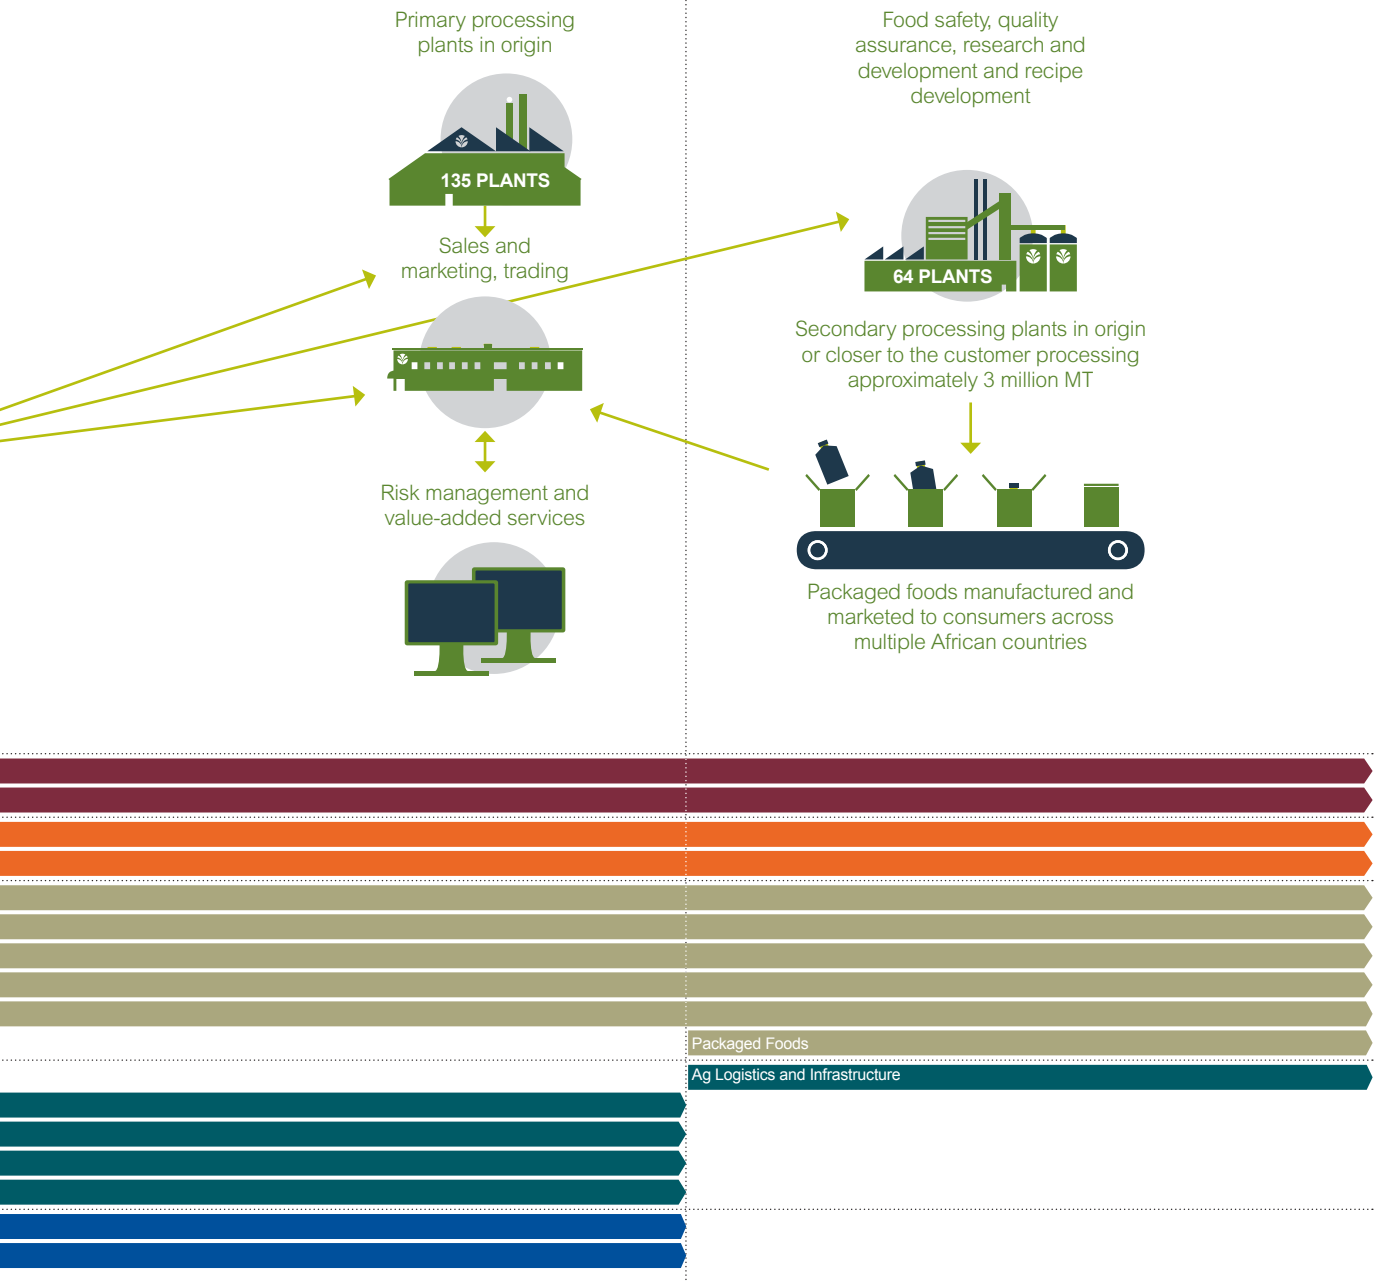 Primary processing
plants in origin
135 PLANTS
Sales and
marketing, trading
Risk management and
value-added services
Food safety, quality
assurance, research and
development and recipe
development
64 PLANTS
Secondary processing plants in origin
or closer to the customer processing
approximately 3 million MT
Packaged foods manufactured and
marketed to consumers across
multiple African countries
Packaged Foods
Ag Logistics and Infrastructure